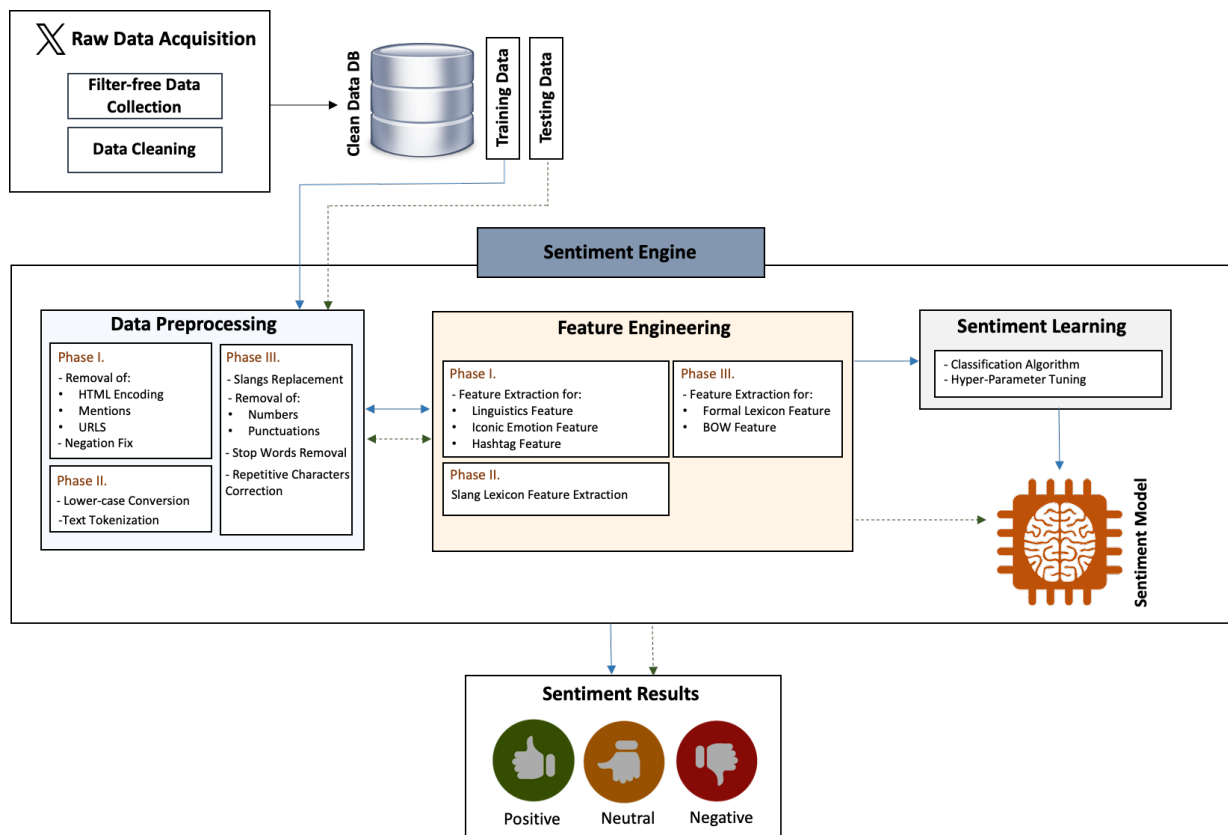 Raw Data Acquisition
Filter-free Data
Collection
Data Cleaning
Clean Data DB
Training Data
Testing Data
Sentiment Engine
Data Preprocessing
Phase I.
- Removal of:
• HTML Encoding
• Mentions
• URLS
- Negation Fix
Phase II.
- Lower-case Conversion
-Text Tokenization
Phase III.
- Slangs Replacement
- Removal of:
• Numbers
• Punctuations
- Stop Words Removal
- Repetitive Characters
Correction
Feature Engineering
Phase I.
- Feature Extraction for:
• Linguistics Feature
• Iconic Emotion Feature
• Hashtag Feature
Phase II.
Slang Lexicon Feature Extraction
Phase III.
- Feature Extraction for:
• Formal Lexicon Feature
• BOW Feature
Sentiment Learning
- Classification Algorithm
- Hyper-Parameter Tuning
Sentiment Model
Sentiment Results
Positive
Neutral
Negative